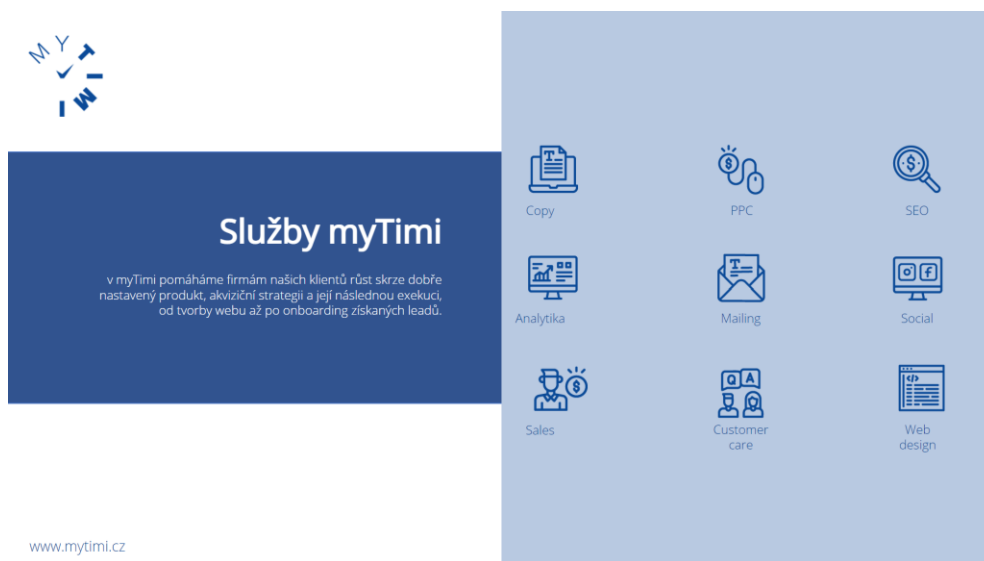 MY TIMI
Služby myTimi
v myTimi pomáháme firmám našich klientů růst skrze dobře
nastavený produkt, akviziční strategii a její následnou exekuci,
od tvorby webu až po onboarding získaných leadů.
www.mytimi.cz
T
Copy
$
PPC
$
SEO
Analytika
T
Mailing
f
Social
$
Sales
Q A
Customer
care
</>
Web
design